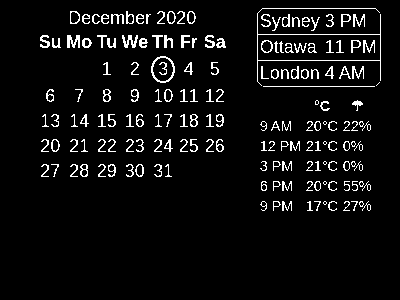 December 2020
Su Mo Tu We Th Fr Sa
1 2 3 4 5
6 7 8 9 10 11 12
13 14 15 16 17 18 19
20 21 22 23 24 25 26
27 28 29 30 31
Sydney 3 PM
Ottawa 11 PM
London 4 AM
°C ☂
9 AM 20°C 22%
12 PM 21°C 0%
3 PM 21°C 0%
6 PM 20°C 55%
9 PM 17°C 27%